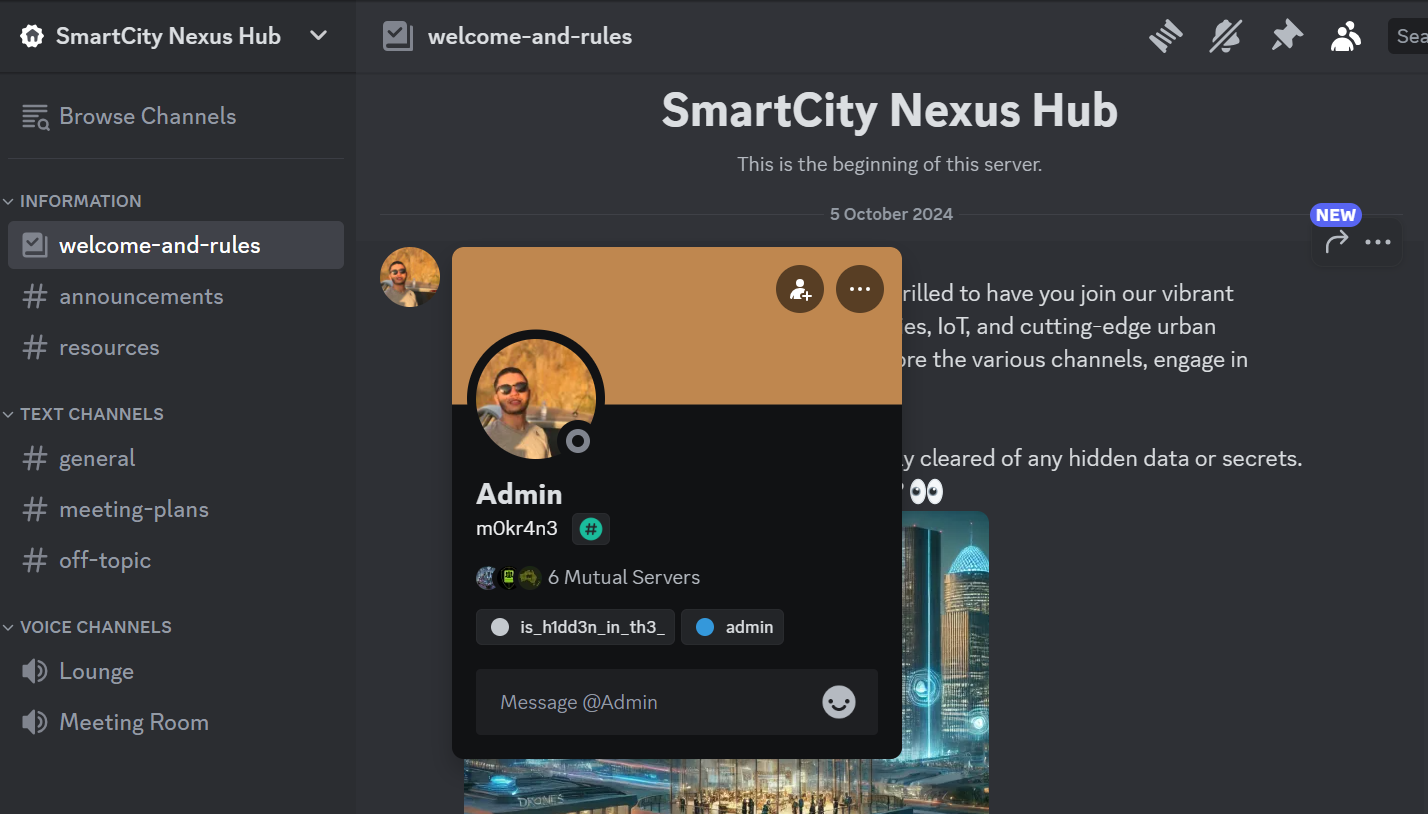 SmartCity Nexus Hub
welcome-and-rules
Sea
Browse Channels
INFORMATION
welcome-and-rules
announcements
resources
TEXT CHANNELS
general
meeting-plans
off-topic
VOICE CHANNELS
Lounge
Meeting Room
SmartCity Nexus Hub
This is the beginning of this server.
5 October 2024
NEW
rilled to have you join our vibrant
ies, IoT, and cutting-edge urban
ore the various channels, engage in
y cleared of any hidden data or secrets.
? 👀
Admin
m0kr4n3 #
6 Mutual Servers
is_h1dd3n_in_th3_ admin
Message @Admin
DRONES